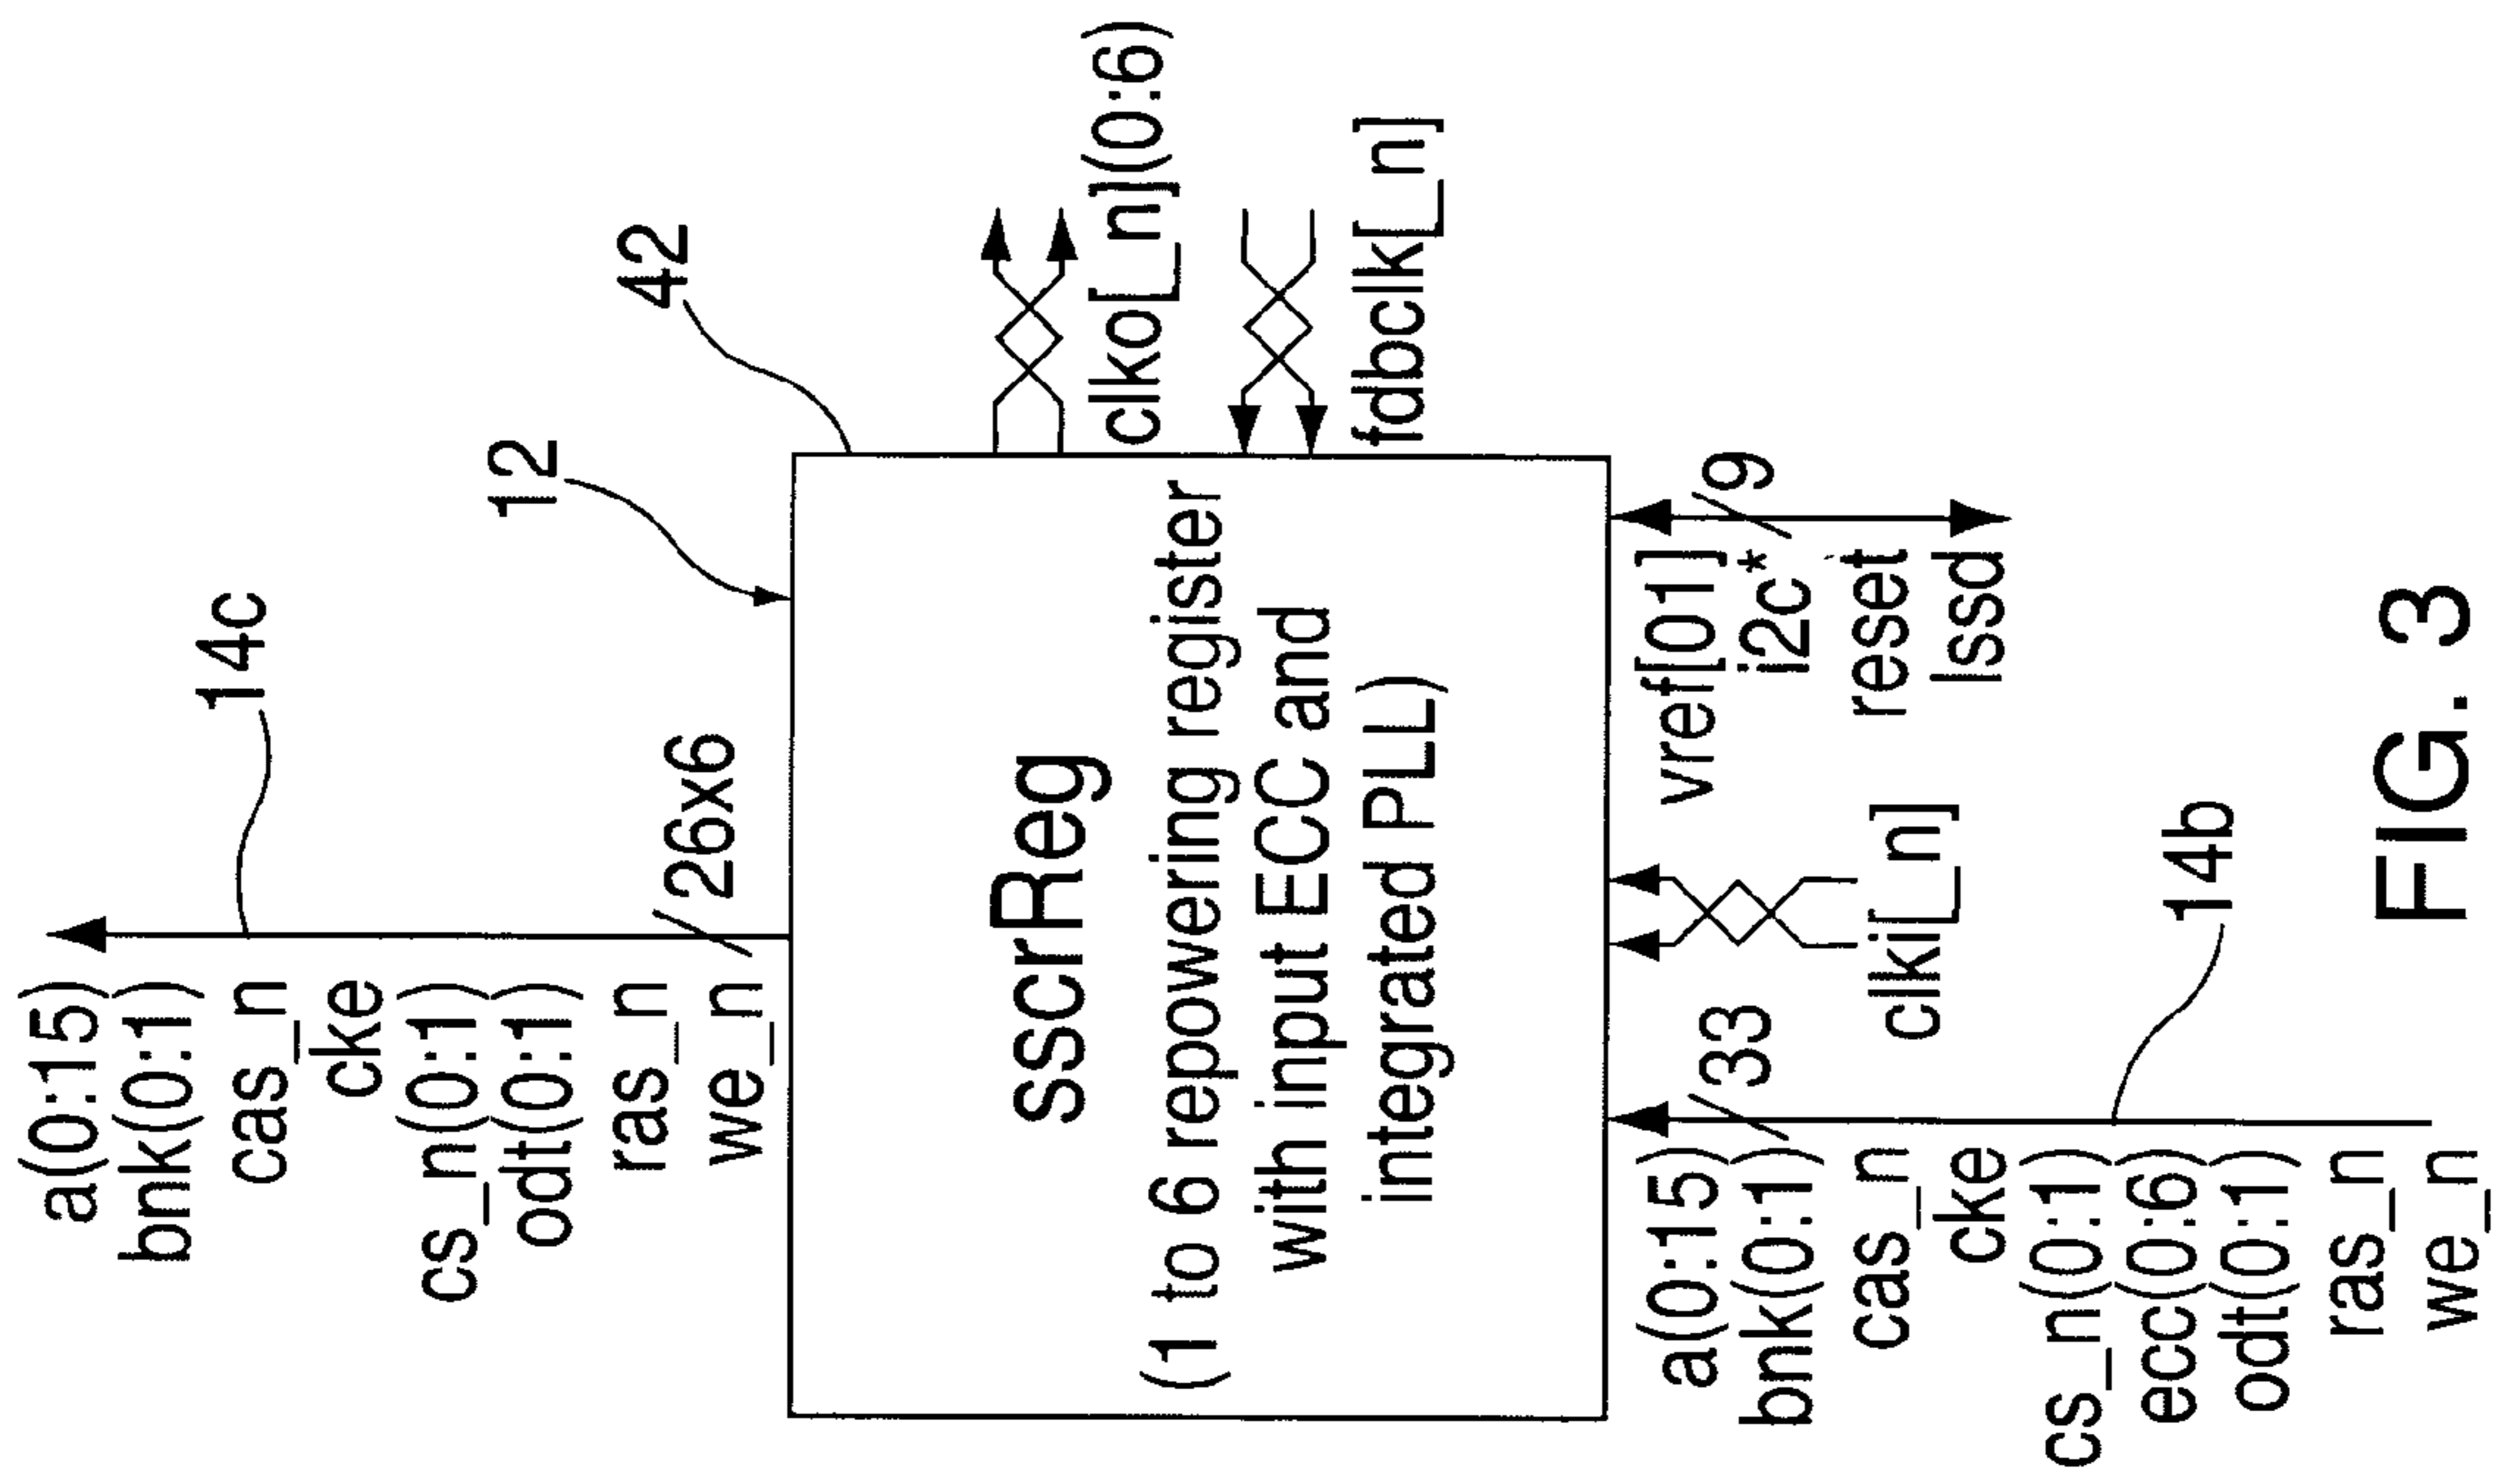 a(0:15)
bnk(0:1)
cas_n
cke
cs_n(0:1)
odt(0:1)
ras_n
we_n
26x6
14c
12
42
sscrReg
(1 to 6 repowering register
with input ECC and
integrated PLL)
clko[_n](0:6)
fdbclk[_n]
a(0:15)
bnk(0:1)
cas_n
cke
cs_n(0:1)
ecc(0:6)
odt(0:1)
ras_n
we_n
33
14b
clki[_n]
vref[01]
i2c*
reset
lssd
9
FIG. 3